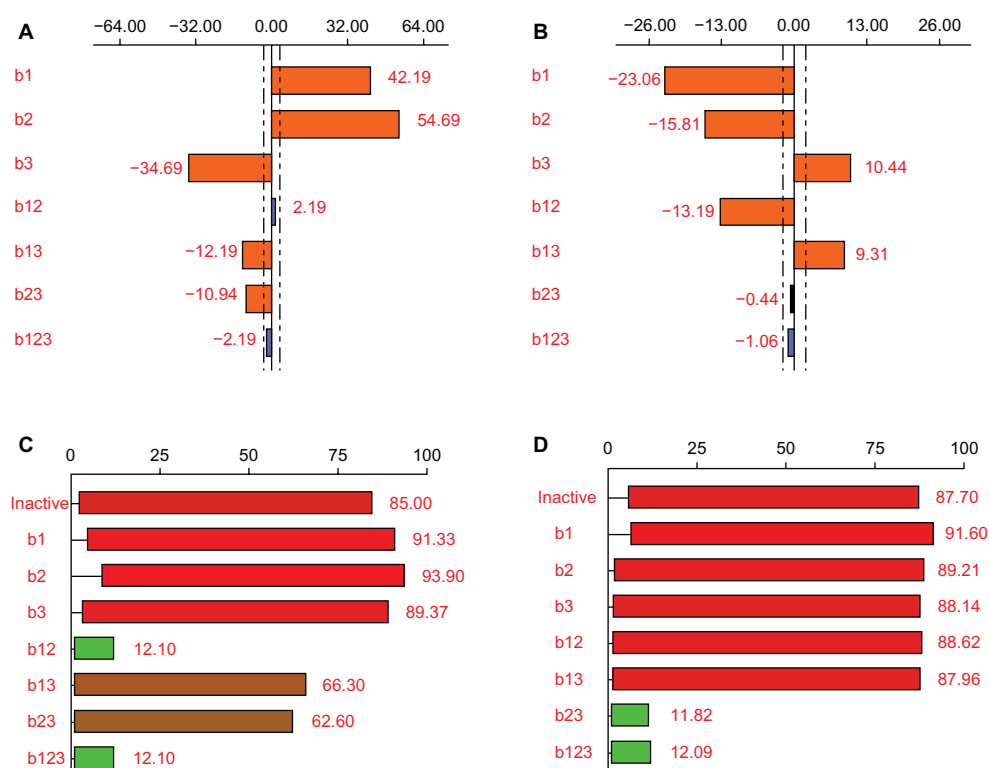 A
−64.00 −32.00 0.00 32.00 64.00
b1 42.19
b2 54.69
b3 −34.69
b12 2.19
b13 −12.19
b23 −10.94
b123 −2.19
B
−26.00 −13.00 0.00 13.00 26.00
b1 −23.06
b2 −15.81
b3 10.44
b12 −13.19
b13 9.31
b23 −0.44
b123 −1.06
C
0 25 50 75 100
Inactive 85.00
b1 91.33
b2 93.90
b3 89.37
b12 12.10
b13 66.30
b23 62.60
b123 12.10
D
0 25 50 75 100
Inactive 87.70
b1 91.60
b2 89.21
b3 88.14
b12 88.62
b13 87.96
b23 11.82
b123 12.09